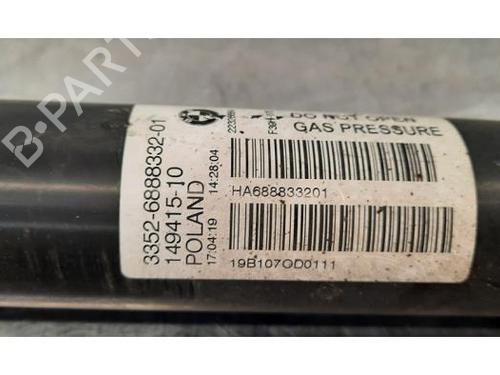 DO NOT OPEN
GAS PRESSURE
HA688833201
19B107OD0111
3352-6888332-01
149415-10
POLAND
17:04:19 14:28:04